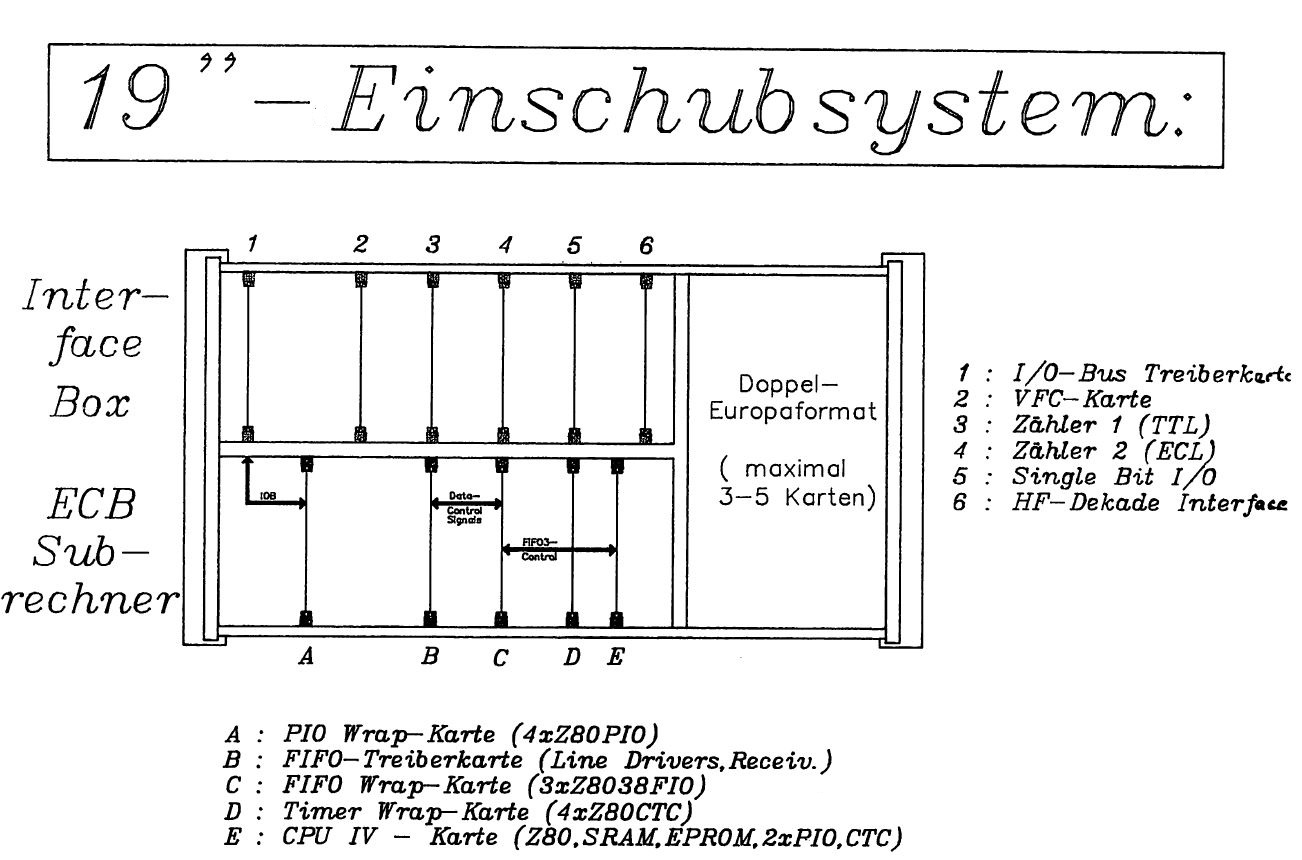 19"-Einschubsystem:
1 2 3 4 5 6
Inter-
face
Box
Doppel-
Europaformat
( maximal
3-5 Karten)
1 : I/O-Bus Treiberkarte
2 : VFC-Karte
3 : Zähler 1 (TTL)
4 : Zähler 2 (ECL)
5 : Single Bit I/O
6 : HF-Dekade Interface
ECB
Sub-
rechner
IOB
Data-
Control
Signals
FIFO3-
Control
A B C D E
A : PIO Wrap-Karte (4xZ80PIO)
B : FIFO-Treiberkarte (Line Drivers,Receiv.)
C : FIFO Wrap-Karte (3xZ8038FIO)
D : Timer Wrap-Karte (4xZ80CTC)
E : CPU IV - Karte (Z80,SRAM,EPROM,2xPIO,CTC)